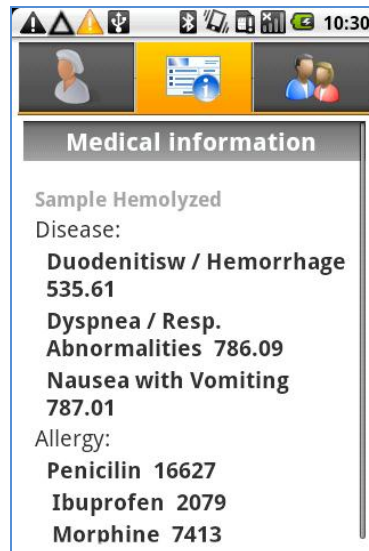 10:30
Medical information
Sample Hemolyzed
Disease:
Duodenitisw / Hemorrhage
535.61
Dyspnea / Resp.
Abnormalities 786.09
Nausea with Vomiting
787.01
Allergy:
Penicilin 16627
Ibuprofen 2079
Morphine 7413